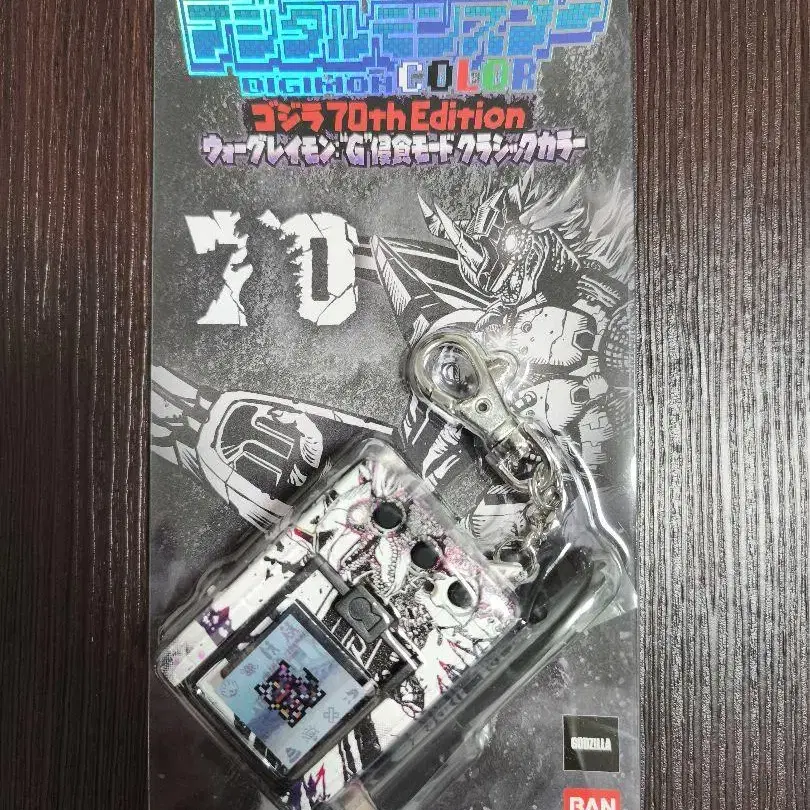 デジタルモンスター
DIGIMON COLOR
ゴジラ70th Edition
ウォーグレイモン:"G"侵食モード クラシックカラー
70
GODZILLA
BAN